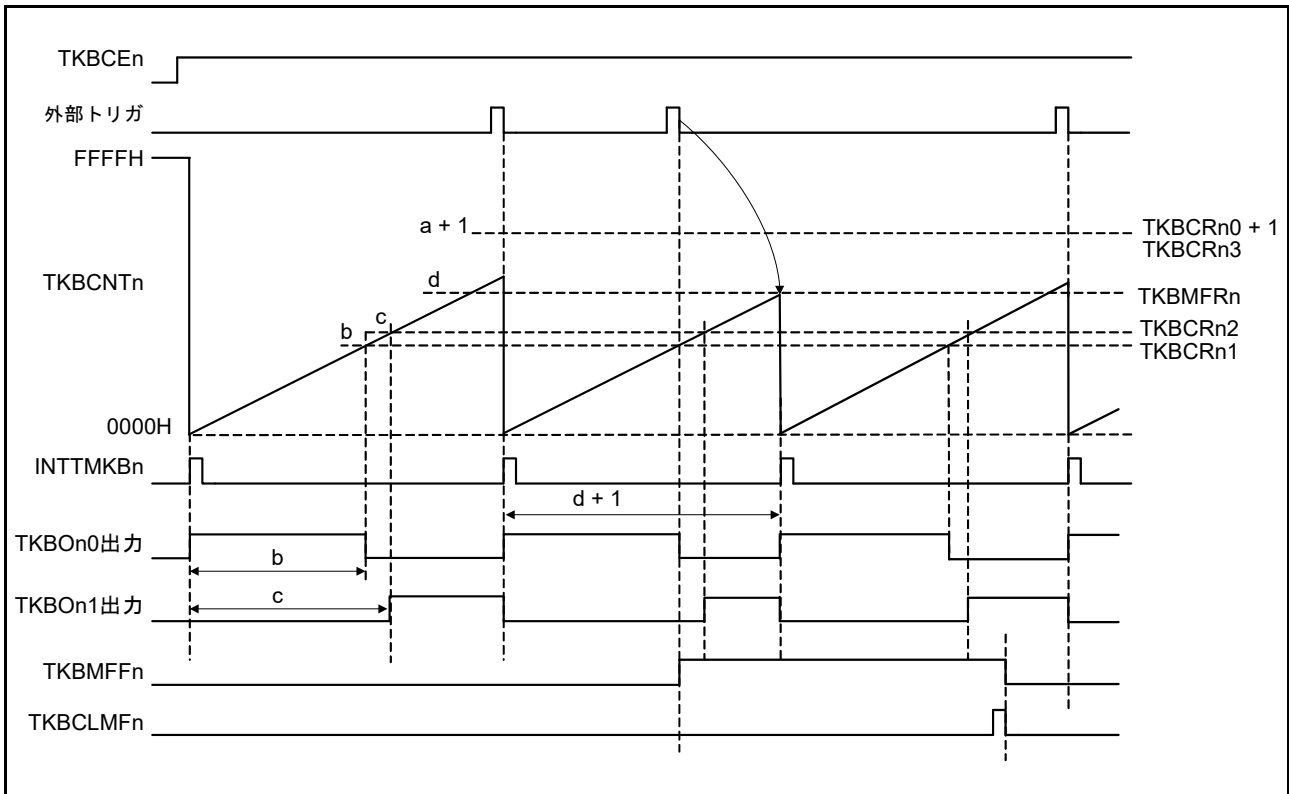 TKBCEn
外部トリガ
FFFFH
a + 1
TKBCRn0 + 1
TKBCRn3
TKBCNTn
d
TKBMFRn
c
TKBCRn2
b
TKBCRn1
0000H
INTTMKBn
d + 1
TKBOn0出力
b
TKBOn1出力
c
TKBMFFn
TKBCLMFn